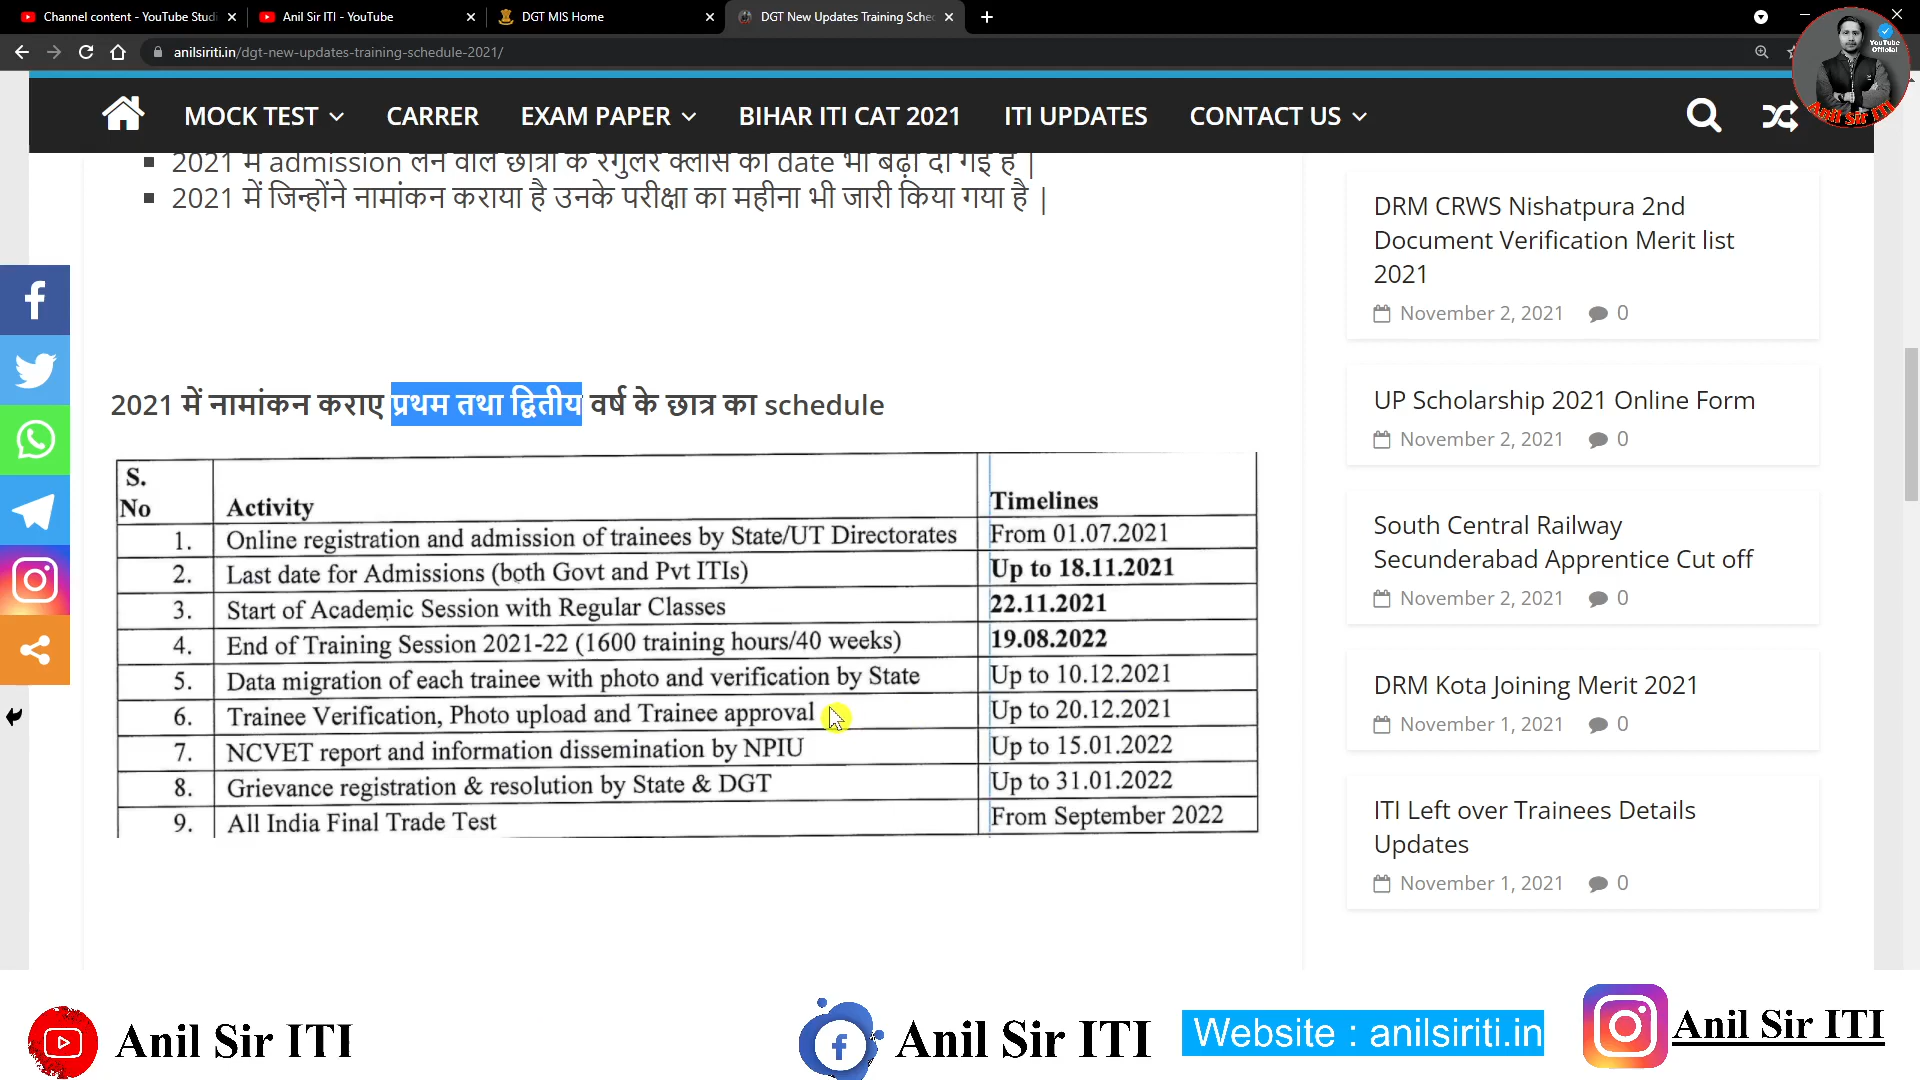 Channel content - YouTube Studi
Anil Sir ITI - YouTube
DGT MIS Home
DGT New Updates Training Sche
anilsiriti.in/dgt-new-updates-training-schedule-2021/
YouTube
Official
Anil Sir ITI
MOCK TEST
CARRER
EXAM PAPER
BIHAR ITI CAT 2021
ITI UPDATES
CONTACT US
2021 में admission लेने वाले छात्रों के रेगुलर क्लास का date भी बढ़ा दी गई है |
2021 में जिन्होंने नामांकन कराया है उनके परीक्षा का महीना भी जारी किया गया है |
2021 में नामांकन कराए प्रथम तथा द्वितीय वर्ष के छात्र का schedule
S. No Activity Timelines
1. Online registration and admission of trainees by State/UT Directorates From 01.07.2021
2. Last date for Admissions (both Govt and Pvt ITIs) Up to 18.11.2021
3. Start of Academic Session with Regular Classes 22.11.2021
4. End of Training Session 2021-22 (1600 training hours/40 weeks) 19.08.2022
5. Data migration of each trainee with photo and verification by State Up to 10.12.2021
6. Trainee Verification, Photo upload and Trainee approval Up to 20.12.2021
7. NCVET report and information dissemination by NPIU Up to 15.01.2022
8. Grievance registration & resolution by State & DGT Up to 31.01.2022
9. All India Final Trade Test From September 2022
DRM CRWS Nishatpura 2nd
Document Verification Merit list
2021
November 2, 2021 0
UP Scholarship 2021 Online Form
November 2, 2021 0
South Central Railway
Secunderabad Apprentice Cut off
November 2, 2021 0
DRM Kota Joining Merit 2021
November 1, 2021 0
ITI Left over Trainees Details
Updates
November 1, 2021 0
Anil Sir ITI
Anil Sir ITI
Website : anilsiriti.in
Anil Sir ITI